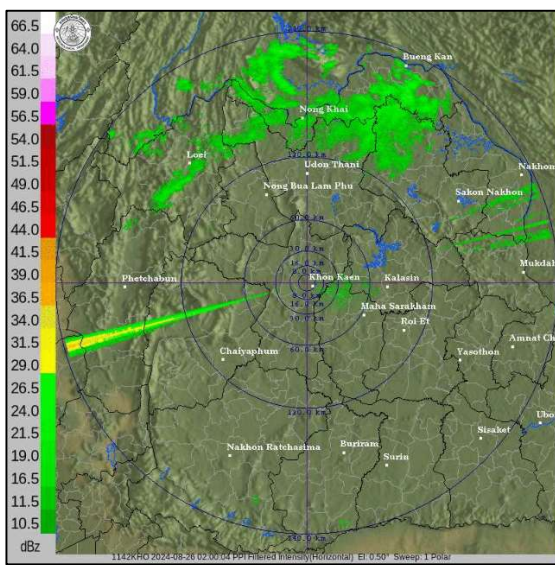 66.5
64.0
61.5
59.0
56.5
54.0
51.5
49.0
46.5
44.0
41.5
39.0
36.5
34.0
31.5
29.0
26.5
24.0
21.5
19.0
16.5
14.0
11.5
10.5
dBz
Bueng Kan
Nong Khai
Loei
Udon Thani
Nakhon
Nong Bua Lam Phu
Sakon Nakhon
Mukdah
Phetchabun
Khon Kaen
Kalasin
Maha Sarakham
Roi-Et
Amnat Ch
Chaiyaphum
Yasothon
Ubo
Sisaket
Nakhon Ratchasima
Buriram
Surin
1142KHO 2024-08-26 02:00:04 PPI Filtered Intensity(Horizontal) El: 0.50° Sweep: 1 Polar